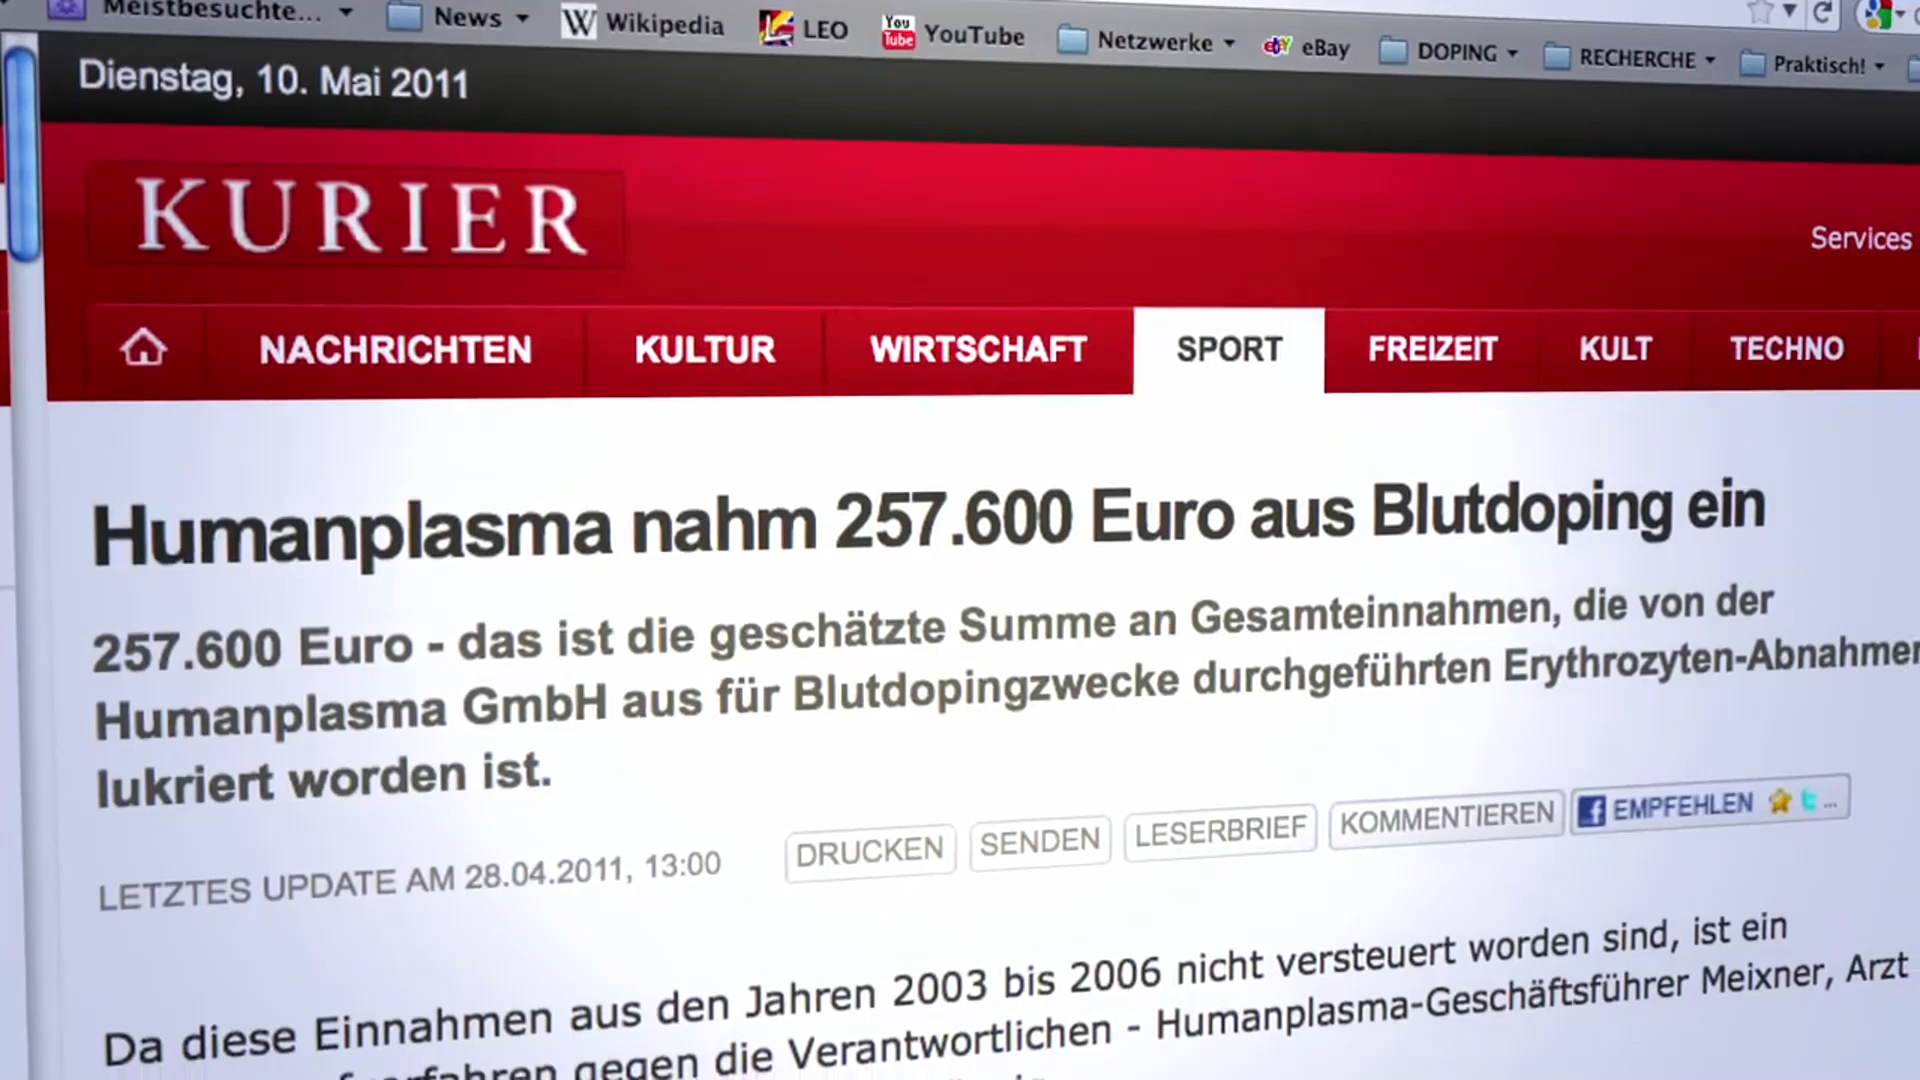 Meistbesuchte... News Wikipedia LEO YouTube Netzwerke eBay DOPING RECHERCHE Praktisch!
Dienstag, 10. Mai 2011
KURIER
Services
NACHRICHTEN KULTUR WIRTSCHAFT SPORT FREIZEIT KULT TECHNO
Humanplasma nahm 257.600 Euro aus Blutdoping ein
257.600 Euro - das ist die geschätzte Summe an Gesamteinnahmen, die von der
Humanplasma GmbH aus für Blutdopingzwecke durchgeführten Erythrozyten-Abnahmen
lukriert worden ist.
LETZTES UPDATE AM 28.04.2011, 13:00 DRUCKEN SENDEN LESERBRIEF KOMMENTIEREN EMPFEHLEN ...
Da diese Einnahmen aus den Jahren 2003 bis 2006 nicht versteuert worden sind, ist ein
gegen die Verantwortlichen - Humanplasma-Geschäftsführer Meixner, Arzt